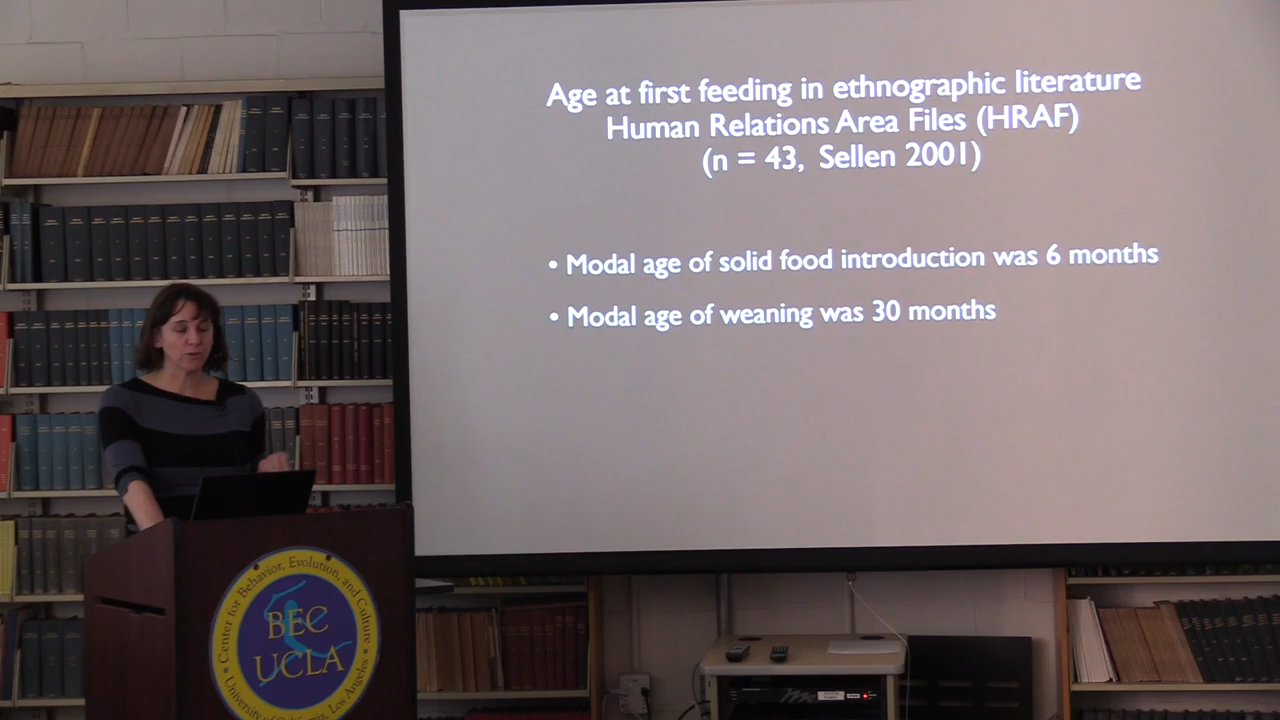 Age at first feeding in ethnographic literature
Human Relations Area Files (HRAF)
(n = 43, Sellen 2001)
• Modal age of solid food introduction was 6 months
• Modal age of weaning was 30 months
Center for Behavior, Evolution, and Culture
BEC
UCLA
University of California, Los Angeles